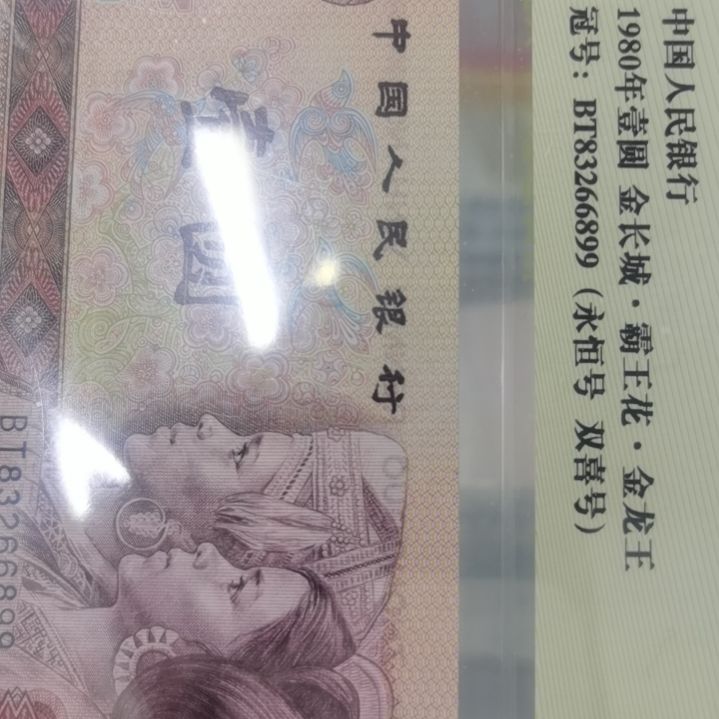 中国人民银行
1980年壹圆 金长城·霸王花·金龙王
冠号：BT83266899（永恒号 双喜号）
中国人民银行
壹圆
BT83266899